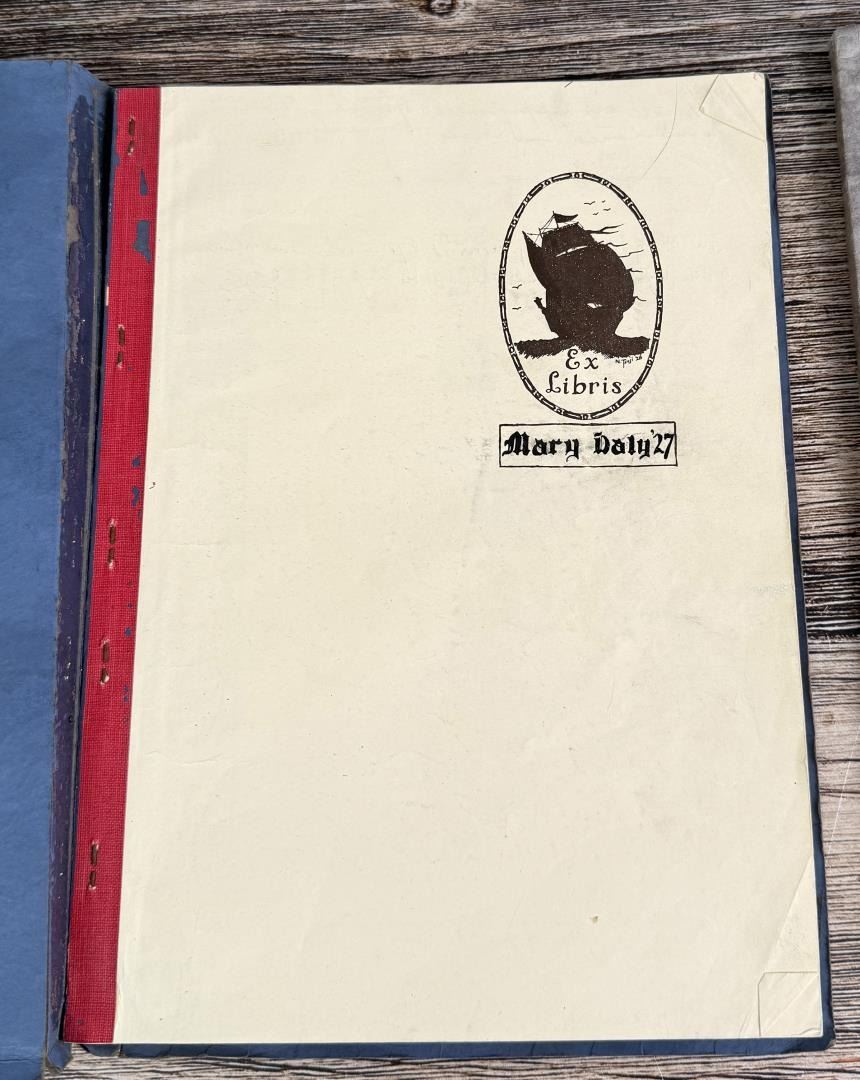 Ex
Libris
Mary Daly '27